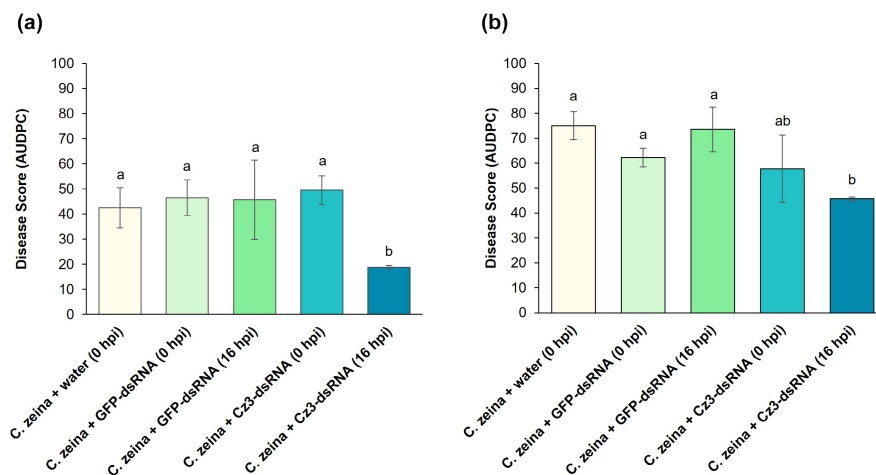 (a)
Disease Score (AUDPC)
100
90
80
70
60
50
40
30
20
10
0
a
a
a
a
b
C. zeina + water (0 hpi)
C. zeina + GFP-dsRNA (0 hpi)
C. zeina + GFP-dsRNA (16 hpi)
C. zeina + Cz3-dsRNA (0 hpi)
C. zeina + Cz3-dsRNA (16 hpi)
(b)
Disease Score (AUDPC)
100
90
80
70
60
50
40
30
20
10
0
a
a
a
ab
b
C. zeina + water (0 hpi)
C. zeina + GFP-dsRNA (0 hpi)
C. zeina + GFP-dsRNA (16 hpi)
C. zeina + Cz3-dsRNA (0 hpi)
C. zeina + Cz3-dsRNA (16 hpi)